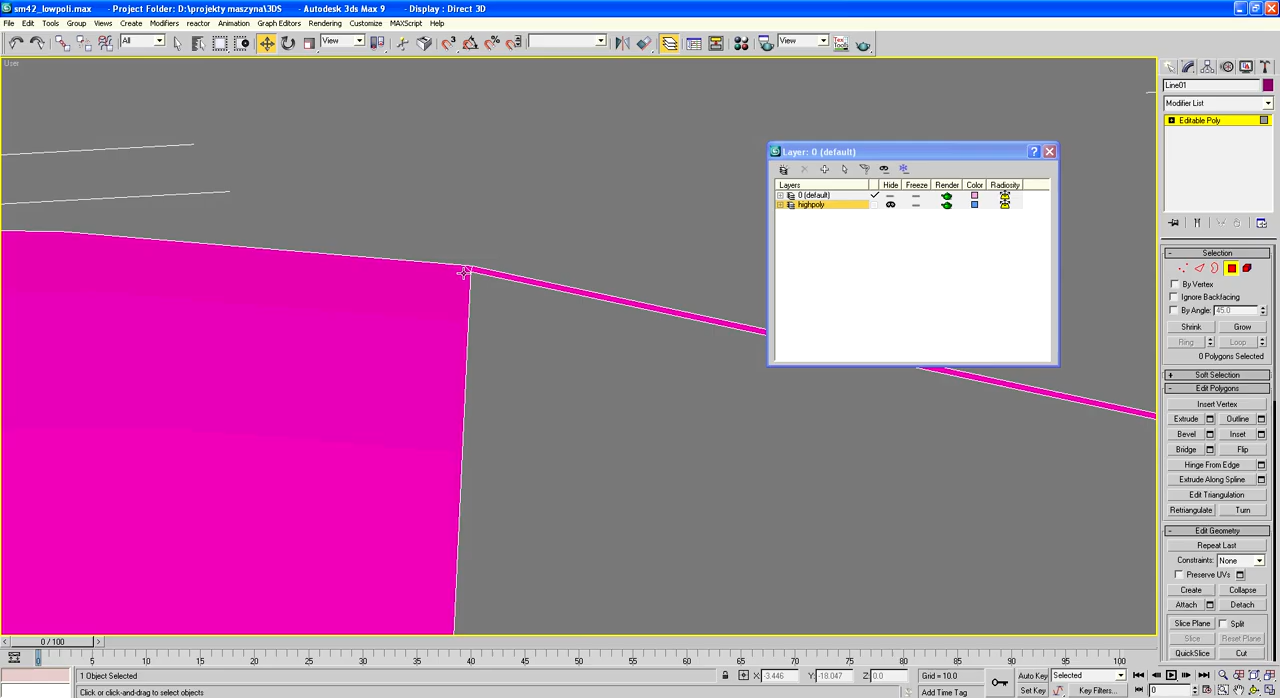 sm42_lowpoli.max - Project Folder: D:\projekty maszyna\3DS - Autodesk 3ds Max 9 - Display : Direct 3D
File Edit Tools Group Views Create Modifiers reactor Animation Graph Editors Rendering Customize MAXScript Help
All View View
User
Line01
Modifier List
Editable Poly
Layer: 0 (default)
Layers Hide Freeze Render Color Radiosity
0 (default)
highpoly
- Selection
By Vertex
Ignore Backfacing
By Angle: 45.0
Shrink Grow
Ring Loop
0 Polygons Selected
+ Soft Selection
- Edit Polygons
Insert Vertex
Extrude Outline
Bevel Inset
Bridge Flip
Hinge From Edge
Extrude Along Spline
Edit Triangulation
Retriangulate Turn
- Edit Geometry
Repeat Last
Constraints: None
Preserve UVs
Create Collapse
Attach Detach
Slice Plane Split
Slice Reset Plane
QuickSlice Cut
0 / 100
0 5 10 15 20 25 30 35 40 45 50 55 60 65 70 75 80 85 90 95 100
1 Object Selected X: -3.446 Y: -18.047 Z: 0.0 Grid = 10.0 Auto Key Selected
Click or click-and-drag to select objects Add Time Tag Set Key Key Filters... 0